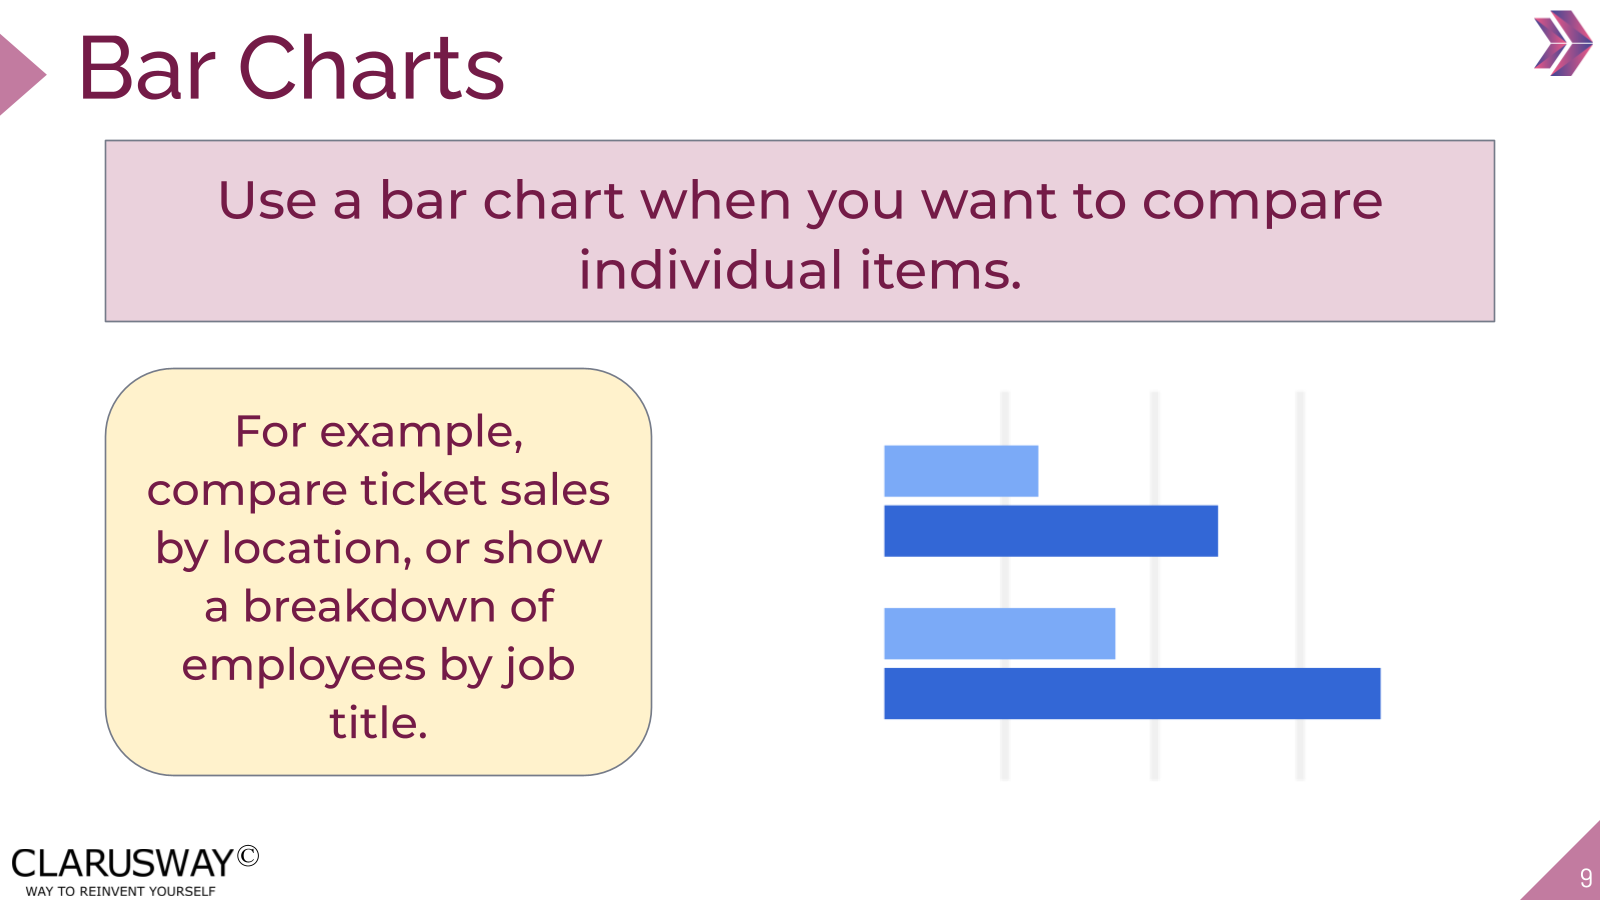 Bar Charts
Use a bar chart when you want to compare
individual items.
For example,
compare ticket sales
by location, or show
a breakdown of
employees by job
title.
CLARUSWAY©
WAY TO REINVENT YOURSELF
9